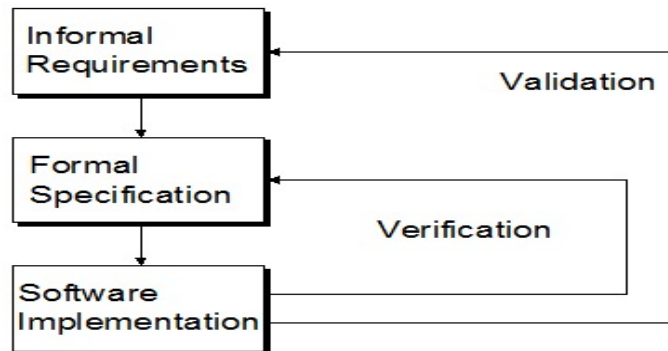 Informal
Requirements
Validation
Formal
Specification
Verification
Software
Implementation